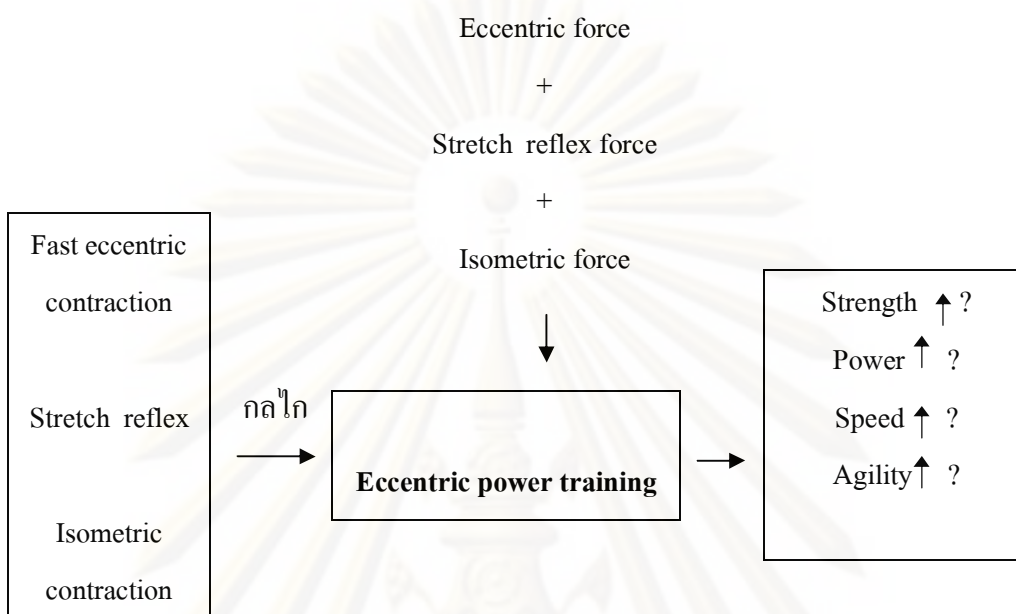 Eccentric force
+
Stretch reflex force
+
Isometric force
Fast eccentric
contraction
Stretch reflex
Isometric
contraction
กลไก
Eccentric power training
Strength ↑ ?
Power ↑ ?
Speed ↑ ?
Agility ↑ ?